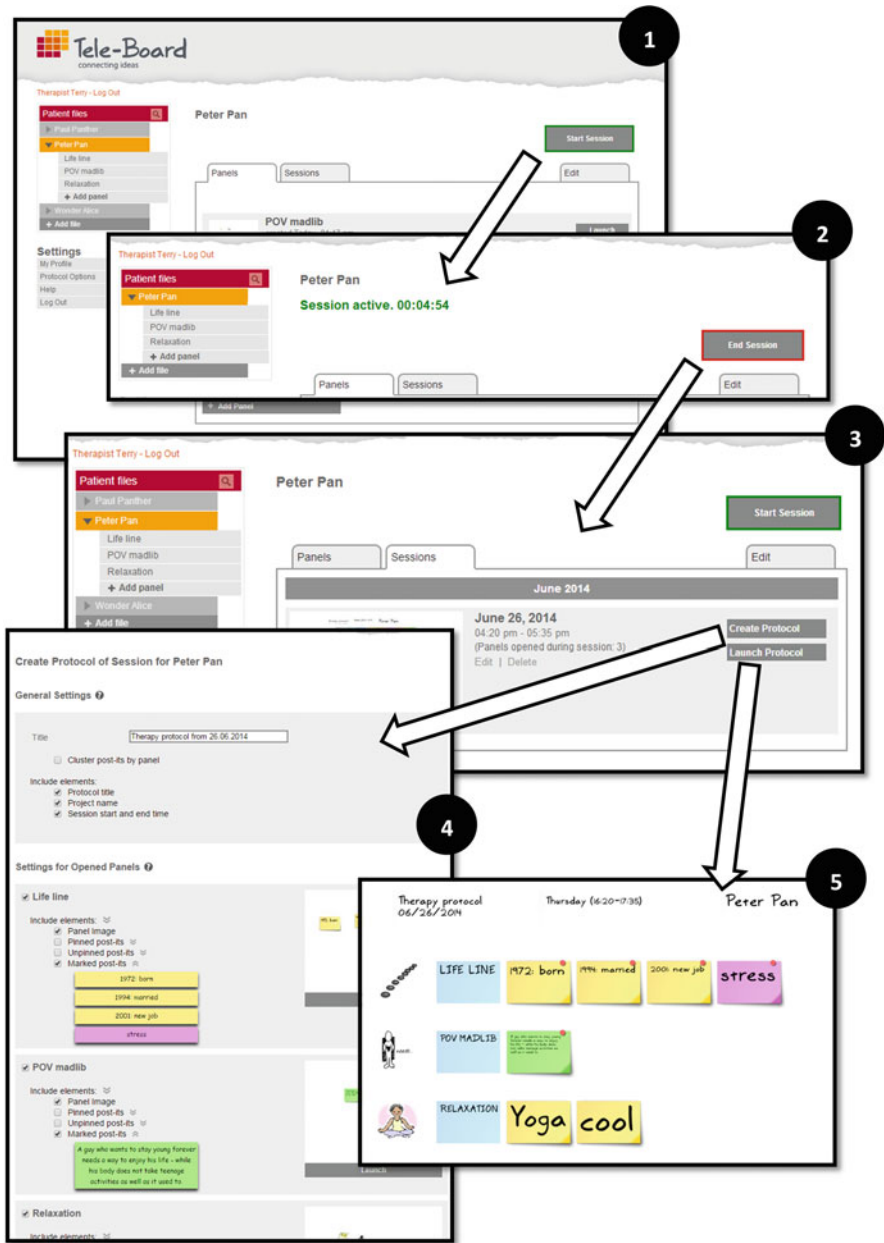 1
Tele-Board
connecting ideas
Therapist Terry - Log Out
Patient files
Paul Panther
Peter Pan
Life line
POV madlib
Relaxation
+ Add panel
Wonder Alice
+ Add file
Settings
My Profile
Protocol Options
Help
Log Out
Peter Pan
Start Session
Panels
Sessions
Edit
POV madlib
Launch
+ Add Panel
2
Therapist Terry - Log Out
Patient files
Peter Pan
Life line
POV madlib
Relaxation
+ Add panel
+ Add file
Peter Pan
Session active. 00:04:54
End Session
Panels
Sessions
Edit
3
Therapist Terry - Log Out
Patient files
Paul Panther
Peter Pan
Life line
POV madlib
Relaxation
+ Add panel
Wonder Alice
+ Add file
Peter Pan
Start Session
Panels
Sessions
Edit
June 2014
June 26, 2014
04:20 pm - 05:35 pm
(Panels opened during session: 3)
Edit | Delete
Create Protocol
Launch Protocol
4
Create Protocol of Session for Peter Pan
General Settings
Title
Therapy protocol from 26.06.2014
Cluster post-its by panel
Include elements:
Protocol title
Project name
Session start and end time
Settings for Opened Panels
Life line
Include elements:
Panel Image
Pinned post-its
Unpinned post-its
Marked post-its
1972: born
1994: married
2001: new job
stress
POV madlib
Include elements:
Panel Image
Pinned post-its
Unpinned post-its
Marked post-its
A guy who wants to stay young forever
needs a way to enjoy his life - while
his body does not take teenage
activities as well as it used to
Launch
Relaxation
Include elements:
5
Therapy protocol
06/26/2014
Thursday (16:20-17:35)
Peter Pan
LIFE LINE
1972: born
1994: married
2001: new job
stress
POV MADLIB
RELAXATION
Yoga
cool